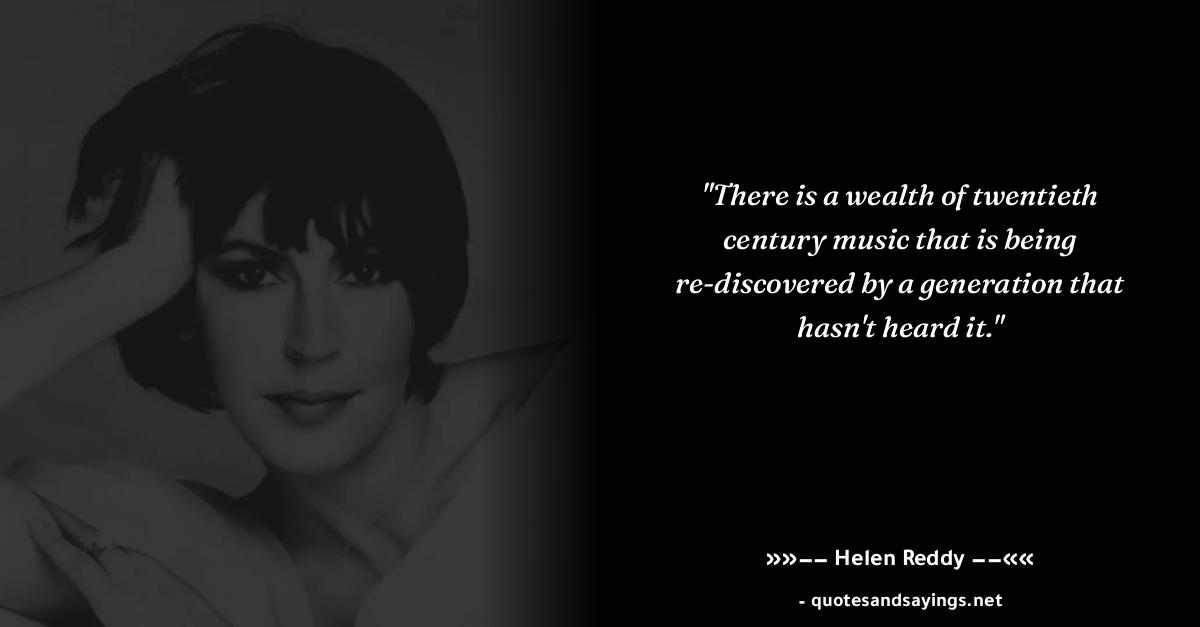 "There is a wealth of twentieth
century music that is being
re-discovered by a generation that
hasn't heard it."
»»-- Helen Reddy --««
- quotesandsayings.net